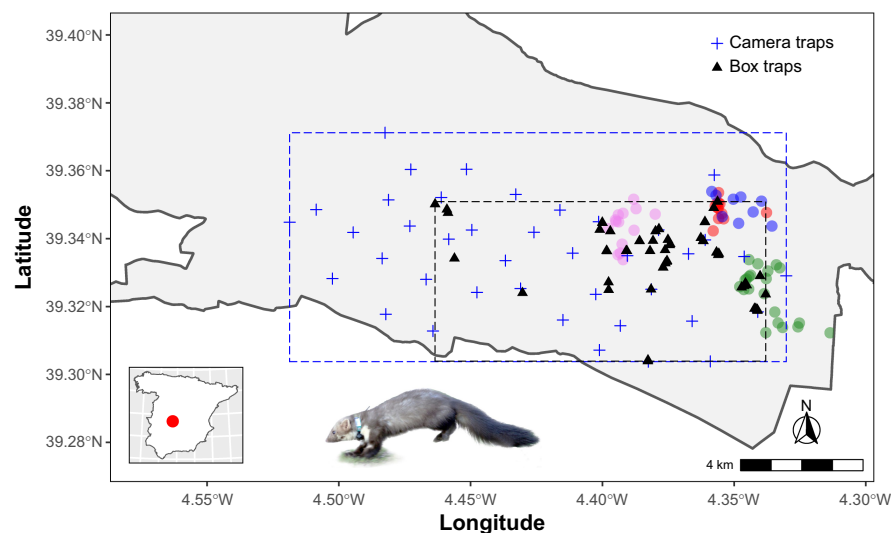 39.40°N
39.38°N
39.36°N
39.34°N
39.32°N
39.30°N
39.28°N
Latitude
Camera traps
Box traps
N
4 km
4.55°W
4.50°W
4.45°W
4.40°W
4.35°W
4.30°W
Longitude